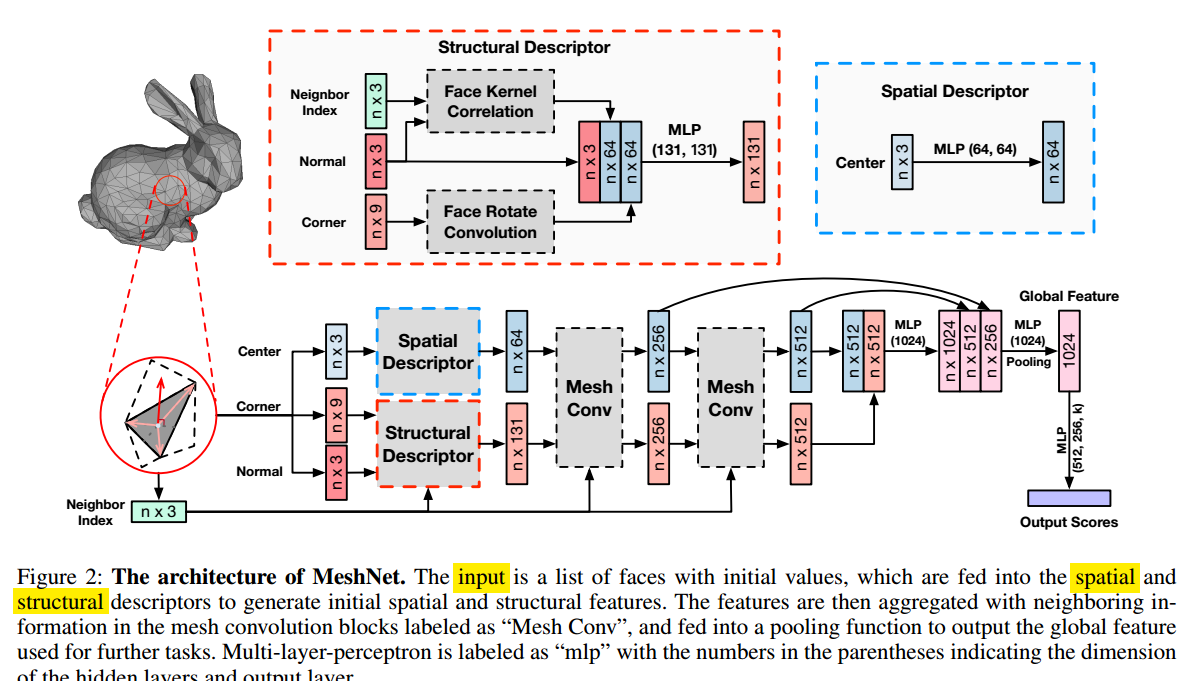 Structural Descriptor
Neignbor
Index
n x 3
Face Kernel
Correlation
Normal
n x 3
n x 3
n x 64
n x 64
MLP
(131, 131)
n x 131
Corner
n x 9
Face Rotate
Convolution
Spatial Descriptor
Center
n x 3
MLP (64, 64)
n x 64
Center
n x 3
Spatial
Descriptor
n x 64
Corner
n x 9
Structural
Descriptor
n x 131
Normal
n x 3
Neighbor
Index
n x 3
Mesh
Conv
n x 256
n x 256
Mesh
Conv
n x 512
n x 512
n x 512
n x 512
MLP
(1024)
n x 1024
n x 512
n x 256
MLP
(1024)
Pooling
Global Feature
1024
MLP
(512, 256, k)
Output Scores
Figure 2: The architecture of MeshNet. The input is a list of faces with initial values, which are fed into the spatial and
structural descriptors to generate initial spatial and structural features. The features are then aggregated with neighboring in-
formation in the mesh convolution blocks labeled as “Mesh Conv”, and fed into a pooling function to output the global feature
used for further tasks. Multi-layer-perceptron is labeled as “mlp” with the numbers in the parentheses indicating the dimension
of the hidden layers and output layer.